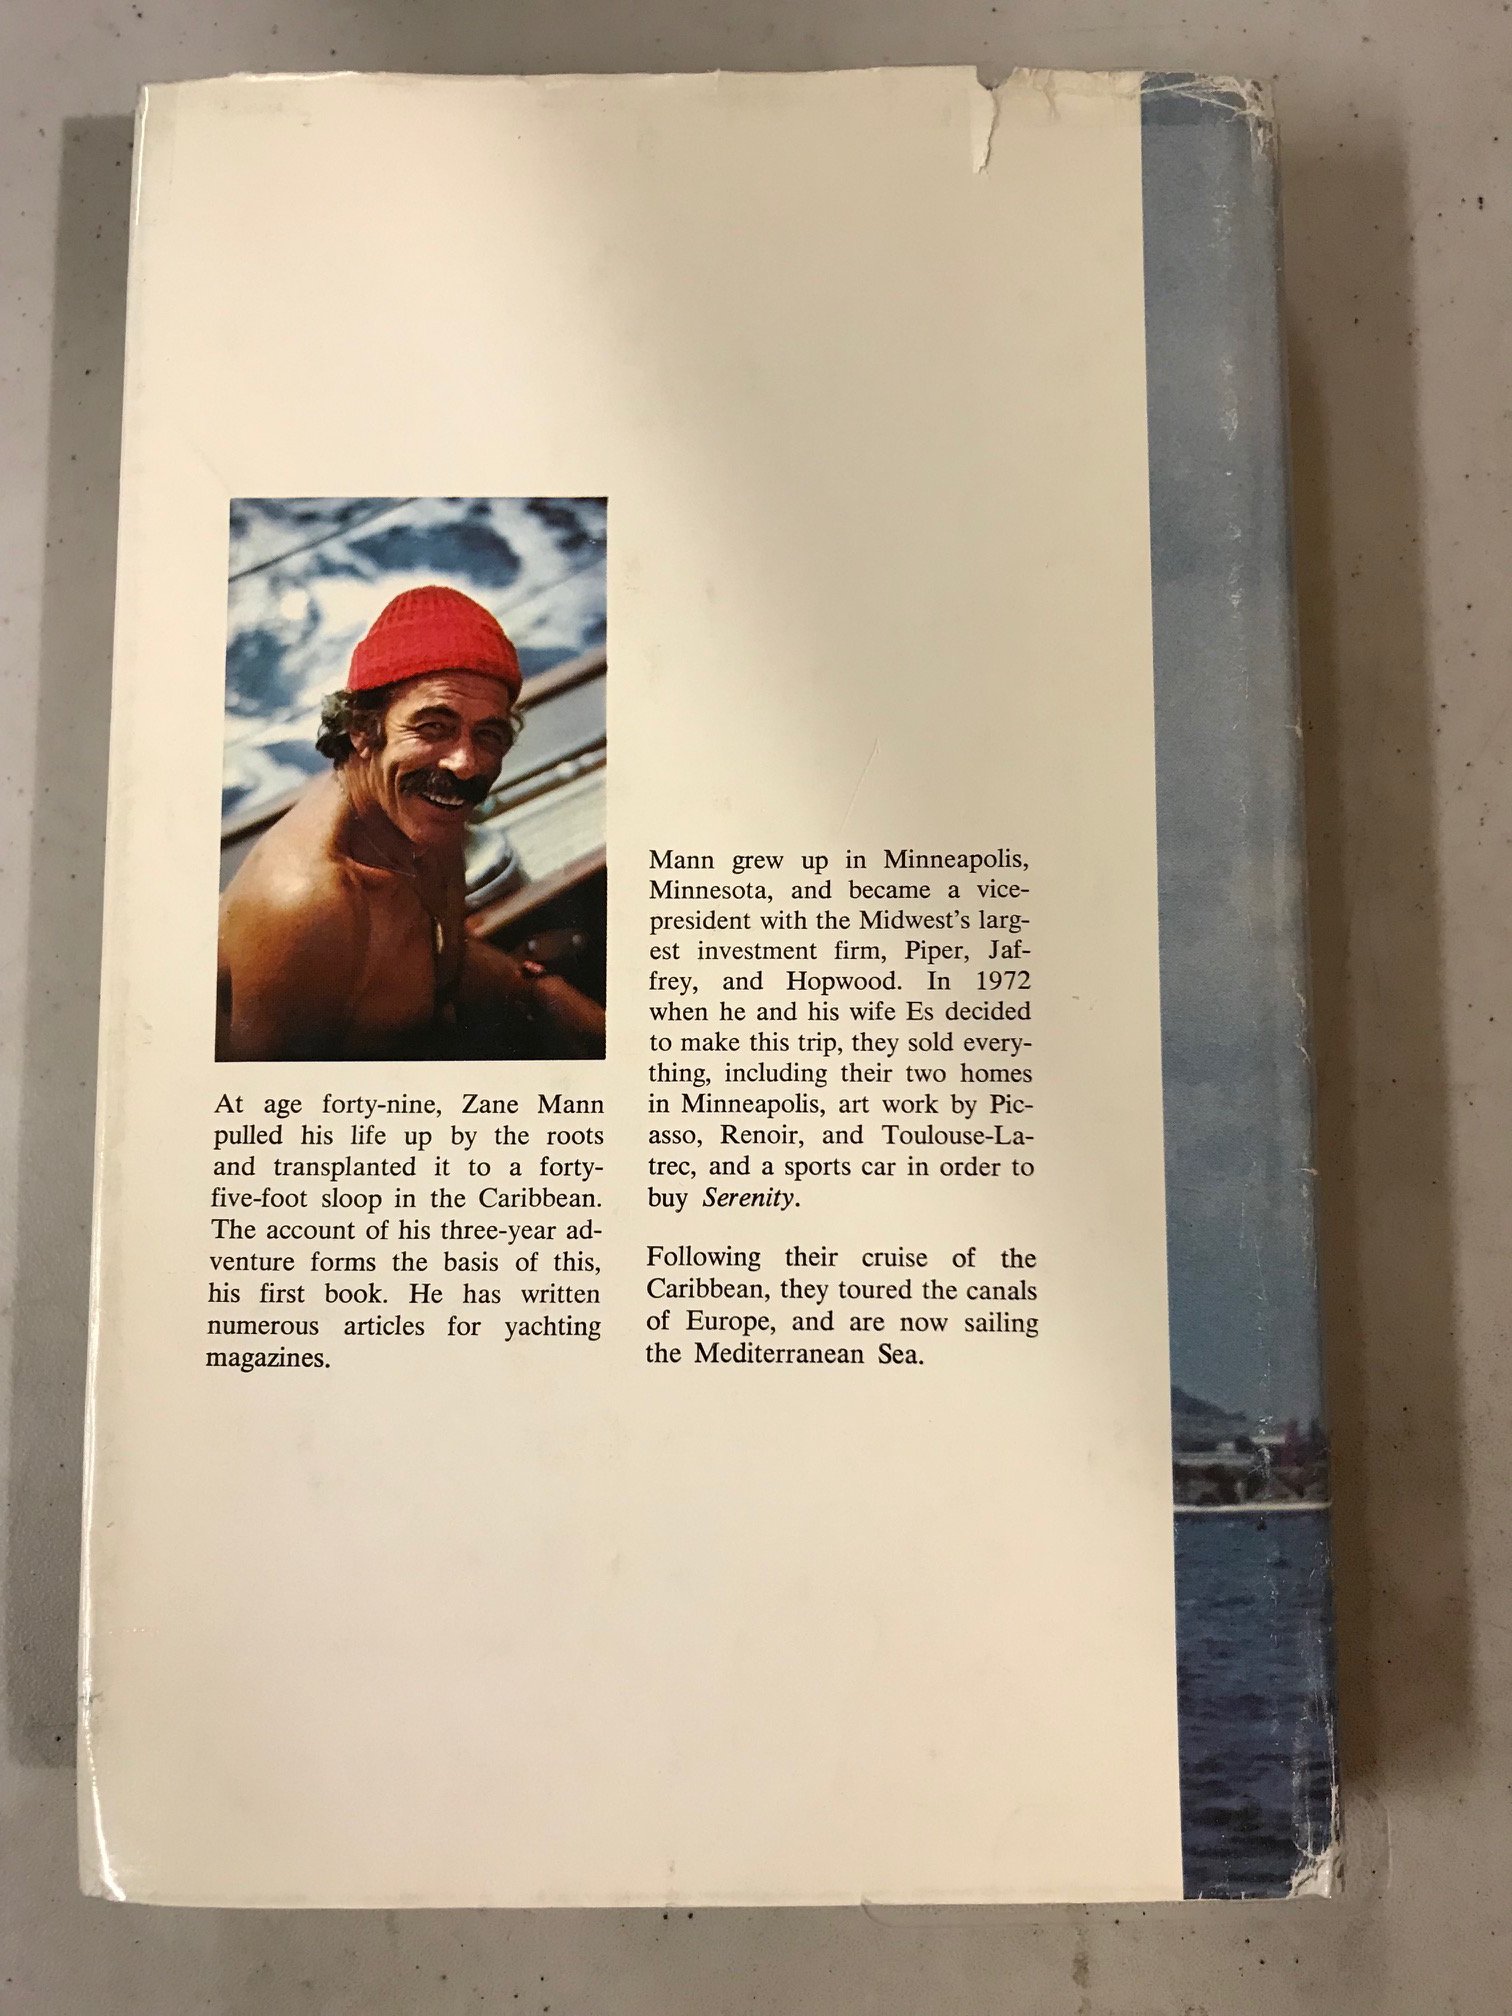 At age forty-nine, Zane Mann
pulled his life up by the roots
and transplanted it to a forty-
five-foot sloop in the Caribbean.
The account of his three-year ad-
venture forms the basis of this,
his first book. He has written
numerous articles for yachting
magazines.
Mann grew up in Minneapolis,
Minnesota, and became a vice-
president with the Midwest's larg-
est investment firm, Piper, Jaf-
frey, and Hopwood. In 1972
when he and his wife Es decided
to make this trip, they sold every-
thing, including their two homes
in Minneapolis, art work by Pic-
asso, Renoir, and Toulouse-La-
trec, and a sports car in order to
buy Serenity.
Following their cruise of the
Caribbean, they toured the canals
of Europe, and are now sailing
the Mediterranean Sea.